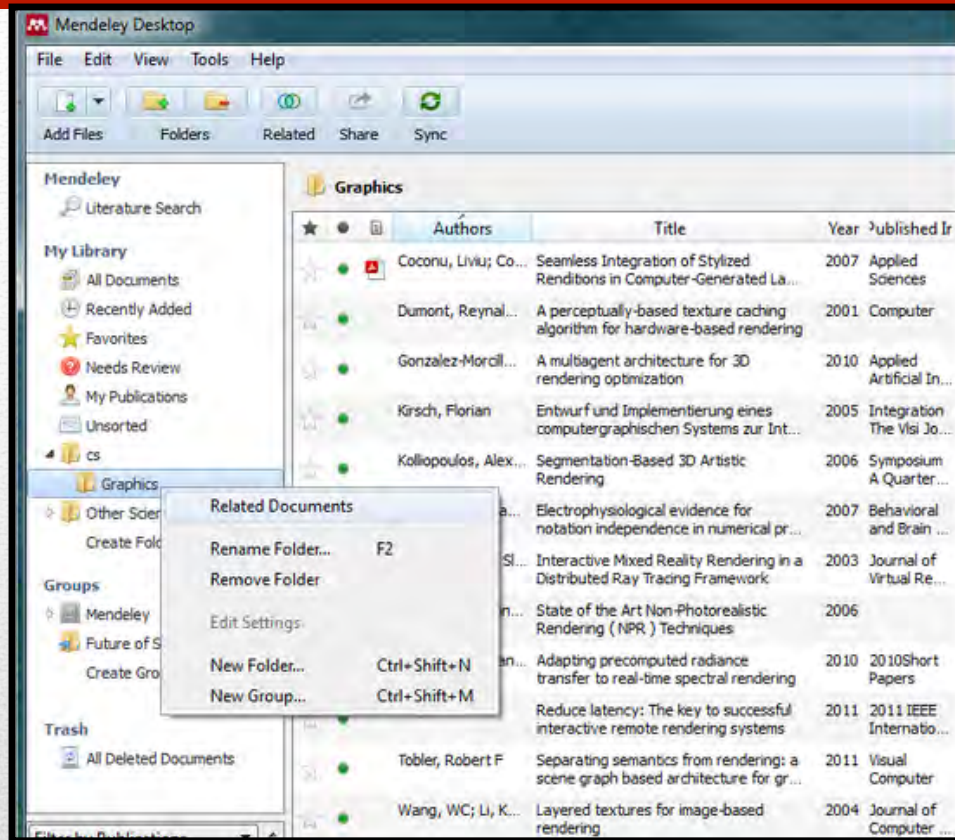 Mendeley Desktop
File Edit View Tools Help
Add Files Folders Related Share Sync
Mendeley
Literature Search
My Library
All Documents
Recently Added
Favorites
Needs Review
My Publications
Unsorted
cs
Graphics
Other Scien
Create Fold
Groups
Mendeley
Future of S
Create Gro
Trash
All Deleted Documents
Filter by Publications
Related Documents
Rename Folder... F2
Remove Folder
Edit Settings
New Folder... Ctrl+Shift+N
New Group... Ctrl+Shift+M
Graphics
Authors Title Year Published In
Coconu, Liviu; Co... Seamless Integration of Stylized 2007 Applied
Renditions in Computer-Generated La... Sciences
Dumont, Reynal... A perceptually-based texture caching 2001 Computer
algorithm for hardware-based rendering
Gonzalez-Morcill... A multiagent architecture for 3D 2010 Applied
rendering optimization Artificial In...
Kirsch, Florian Entwurf und Implementierung eines 2005 Integration
computergraphischen Systems zur Int... The Vlsi Jo...
Kolliopoulos, Alex... Segmentation-Based 3D Artistic 2006 Symposium
Rendering A Quarter...
a... Electrophysiological evidence for 2007 Behavioral
notation independence in numerical pr... and Brain ...
Sl... Interactive Mixed Reality Rendering in a 2003 Journal of
Distributed Ray Tracing Framework Virtual Re...
n... State of the Art Non-Photorealistic 2006
Rendering ( NPR ) Techniques
an... Adapting precomputed radiance 2010 2010Short
transfer to real-time spectral rendering Papers
Reduce latency: The key to successful 2011 2011 IEEE
interactive remote rendering systems Internatio...
Tobler, Robert F Separating semantics from rendering: a 2011 Visual
scene graph based architecture for gr... Computer
Wang, WC; Li, K... Layered textures for image-based 2004 Journal of
rendering Computer ...